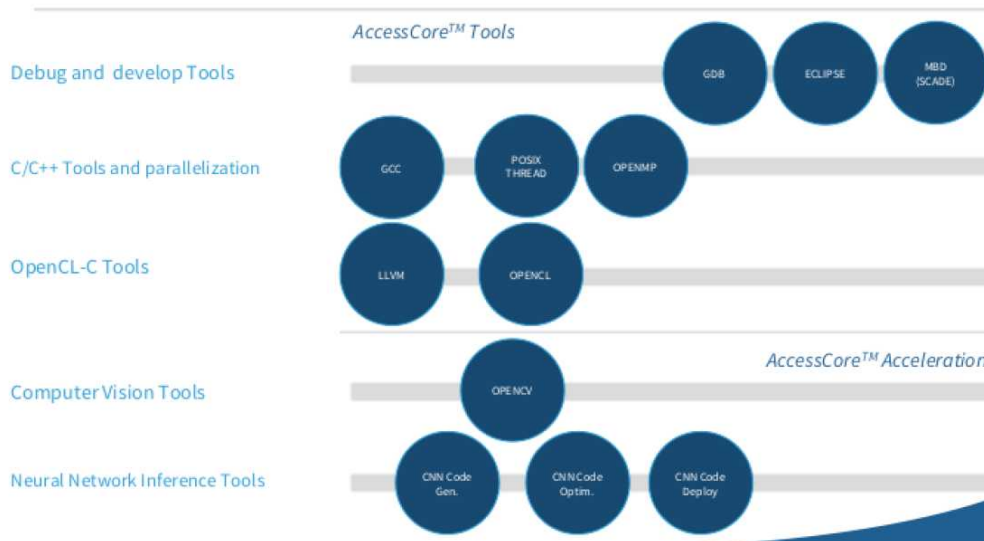 AccessCore™ Tools
Debug and develop Tools
GDB
ECLIPSE
MBD
(SCADE)
C/C++ Tools and parallelization
GCC
POSIX
THREAD
OPENMP
OpenCL-C Tools
LLVM
OPENCL
AccessCore™ Acceleration
Computer Vision Tools
OPENCV
Neural Network Inference Tools
CNN Code
Gen.
CNN Code
Optim.
CNN Code
Deploy